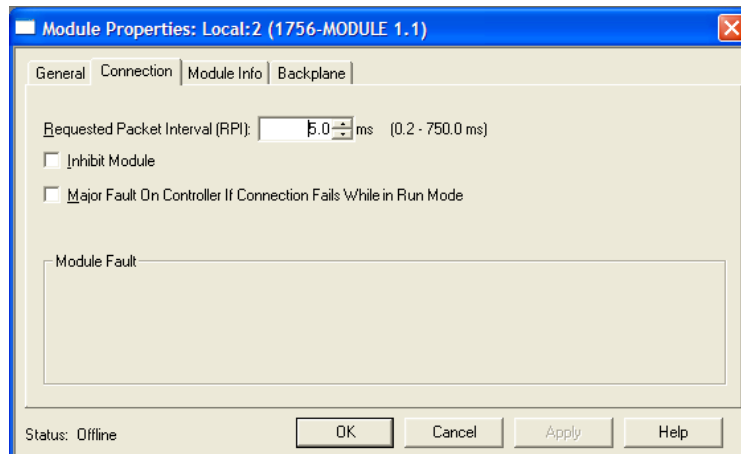 Module Properties: Local:2 (1756-MODULE 1.1)
General Connection Module Info Backplane
Requested Packet Interval (RPI): 5.0 ms (0.2 - 750.0 ms)
Inhibit Module
Major Fault On Controller If Connection Fails While in Run Mode
Module Fault
Status: Offline OK Cancel Apply Help